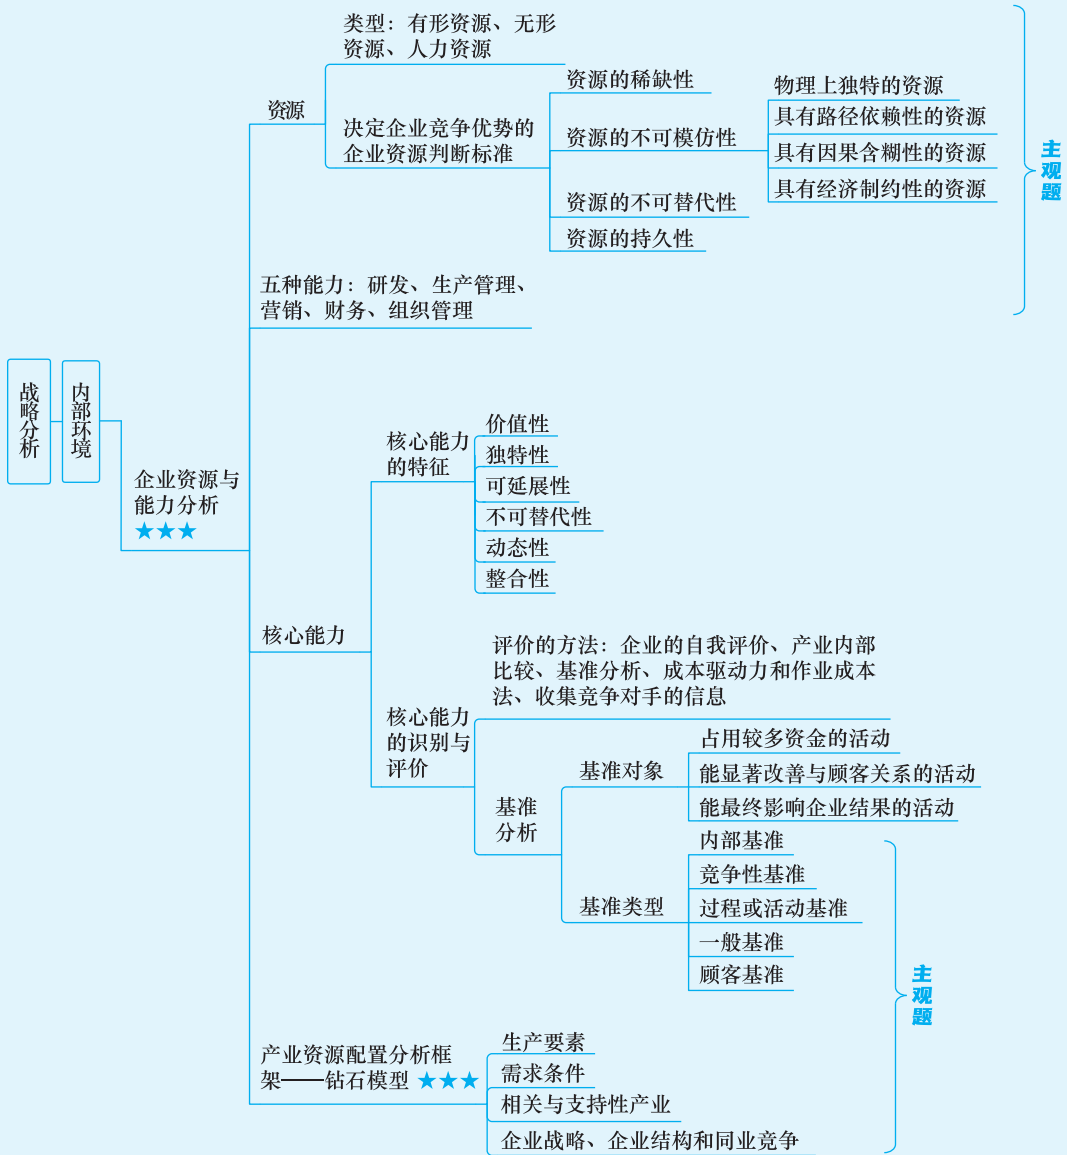 战略分析
内部环境
企业资源与
能力分析
★★★
资源
类型：有形资源、无形
资源、人力资源
决定企业竞争优势的
企业资源判断标准
资源的稀缺性
资源的不可模仿性
物理上独特的资源
具有路径依赖性的资源
具有因果含糊性的资源
具有经济制约性的资源
资源的不可替代性
资源的持久性
主观题
五种能力：研发、生产管理、
营销、财务、组织管理
核心能力
核心能力
的特征
价值性
独特性
可延展性
不可替代性
动态性
整合性
核心能力
的识别与
评价
评价的方法：企业的自我评价、产业内部
比较、基准分析、成本驱动力和作业成本
法、收集竞争对手的信息
基准
分析
基准对象
占用较多资金的活动
能显著改善与顾客关系的活动
能最终影响企业结果的活动
基准类型
内部基准
竞争性基准
过程或活动基准
一般基准
顾客基准
产业资源配置分析框
架——钻石模型 ★★★
生产要素
需求条件
相关与支持性产业
企业战略、企业结构和同业竞争
主观题